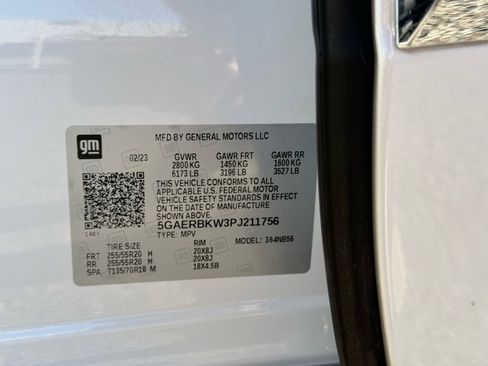 gm
MFD BY GENERAL MOTORS LLC
02/23 GVWR GAWR FRT GAWR RR
2800 KG 1450 KG 1600 KG
6173 LB 3196 LB 3527 LB
THIS VEHICLE CONFORMS TO ALL
APPLICABLE U.S. FEDERAL MOTOR
VEHICLE SAFETY STANDARDS IN EFFECT
ON THE DATE OF MANUFACTURE
5GAERBKW3PJ211756
TYPE: MPV MODEL: 364NB56
TIRE SIZE RIM
FRT 255/55R20 H 20X8J
RR 255/55R20 H 20X8J
SPA T135/70R18 M 18X4.5B